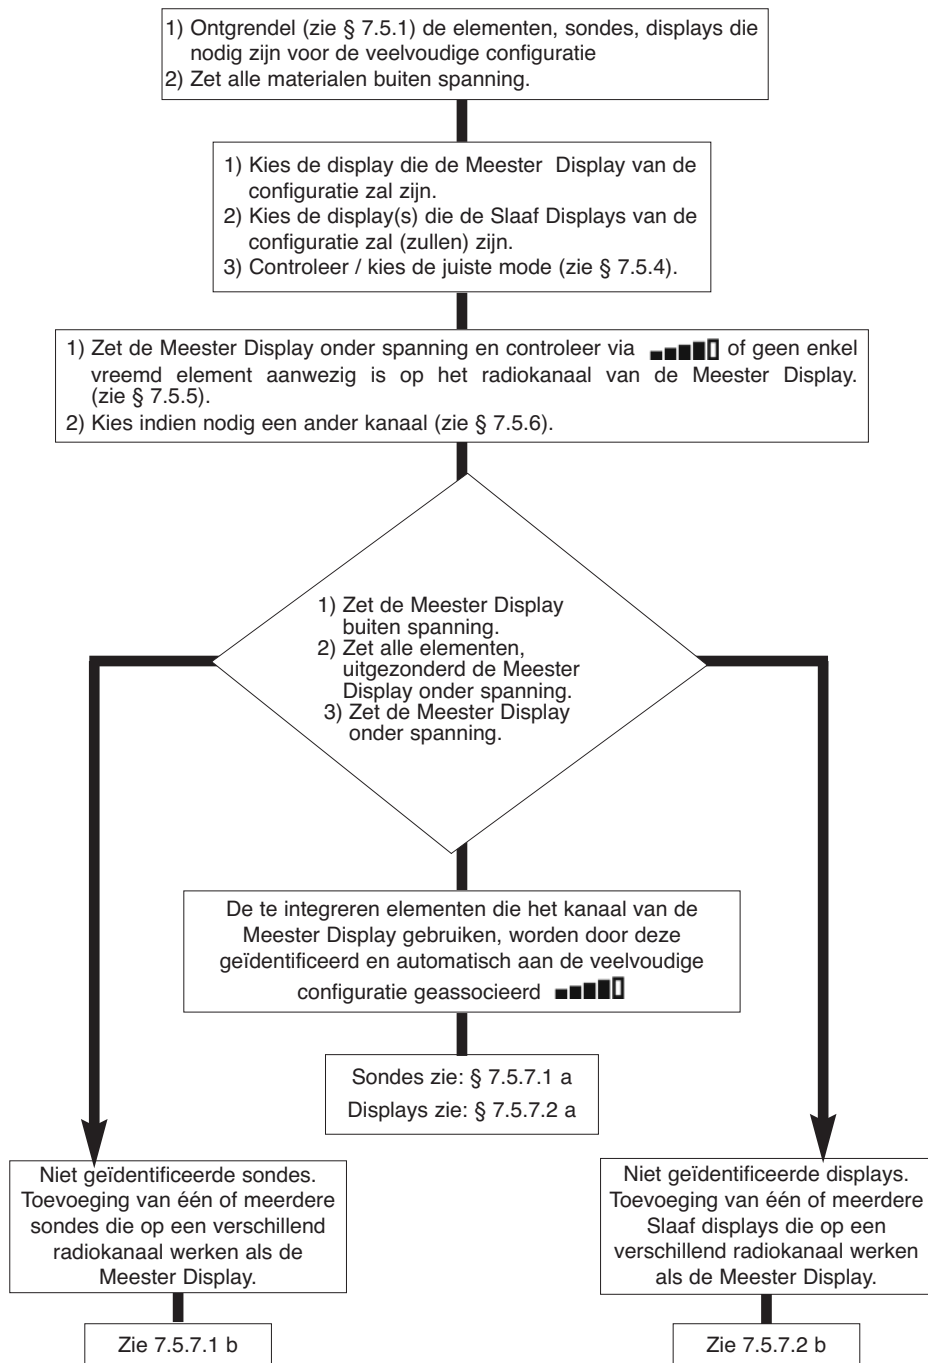 1) Ontgrendel (zie § 7.5.1) de elementen, sondes, displays die
nodig zijn voor de veelvoudige configuratie
2) Zet alle materialen buiten spanning.
1) Kies de display die de Meester Display van de
configuratie zal zijn.
2) Kies de display(s) die de Slaaf Displays van de
configuratie zal (zullen) zijn.
3) Controleer / kies de juiste mode (zie § 7.5.4).
1) Zet de Meester Display onder spanning en controleer via of geen enkel
vreemd element aanwezig is op het radiokanaal van de Meester Display.
(zie § 7.5.5).
2) Kies indien nodig een ander kanaal (zie § 7.5.6).
1) Zet de Meester Display
buiten spanning.
2) Zet alle elementen,
uitgezonderd de Meester
Display onder spanning.
3) Zet de Meester Display
onder spanning.
De te integreren elementen die het kanaal van de
Meester Display gebruiken, worden door deze
geïdentificeerd en automatisch aan de veelvoudige
configuratie geassocieerd
Sondes zie: § 7.5.7.1 a
Displays zie: § 7.5.7.2 a
Niet geïdentificeerde sondes.
Toevoeging van één of meerdere
sondes die op een verschillend
radiokanaal werken als de
Meester Display.
Zie 7.5.7.1 b
Niet geïdentificeerde displays.
Toevoeging van één of meerdere
Slaaf displays die op een
verschillend radiokanaal werken
als de Meester Display.
Zie 7.5.7.2 b